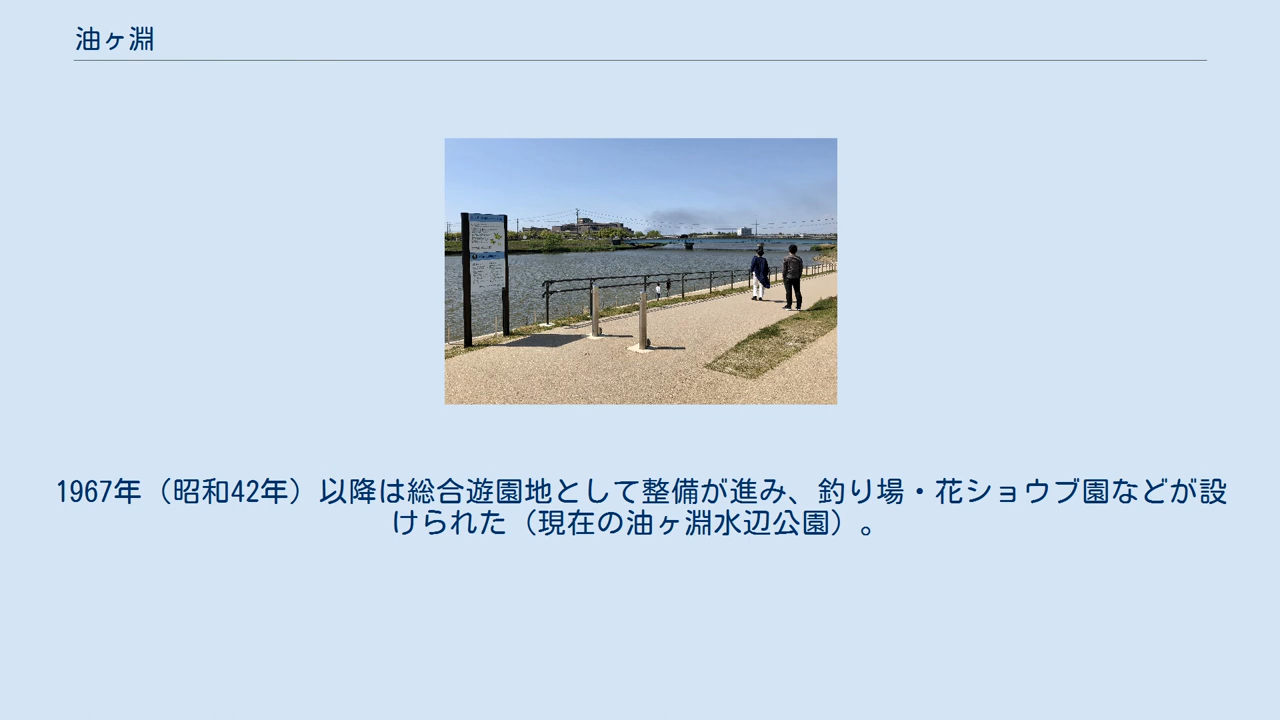 油ヶ淵
1967年（昭和42年）以降は総合遊園地として整備が進み、釣り場・花ショウブ園などが設
けられた（現在の油ヶ淵水辺公園）。